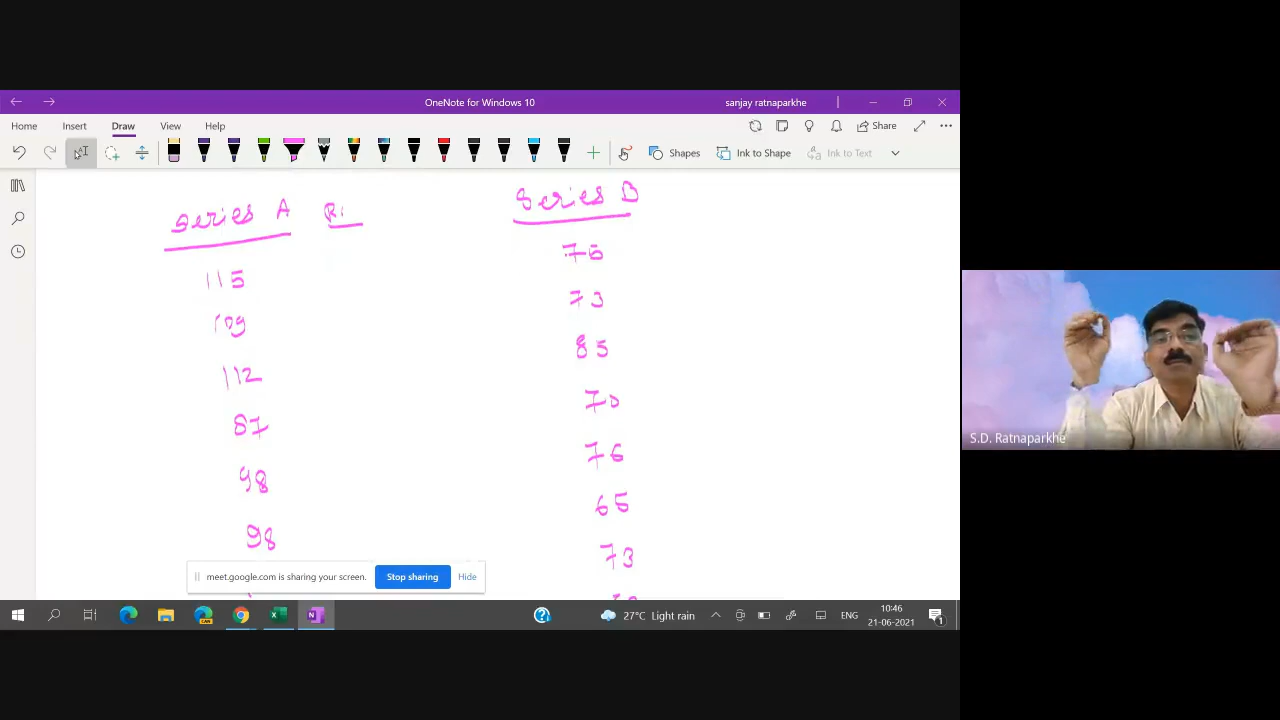 OneNote for Windows 10
sanjay ratnaparkhe
Home Insert Draw View Help
Share
Shapes
Ink to Shape
Ink to Text
Series A R1
115
109
112
87
98
98
Series B
76
73
85
70
76
65
73
S.D. Ratnaparkhe
meet.google.com is sharing your screen.
Stop sharing
Hide
27°C Light rain
ENG
10:46
21-06-2021